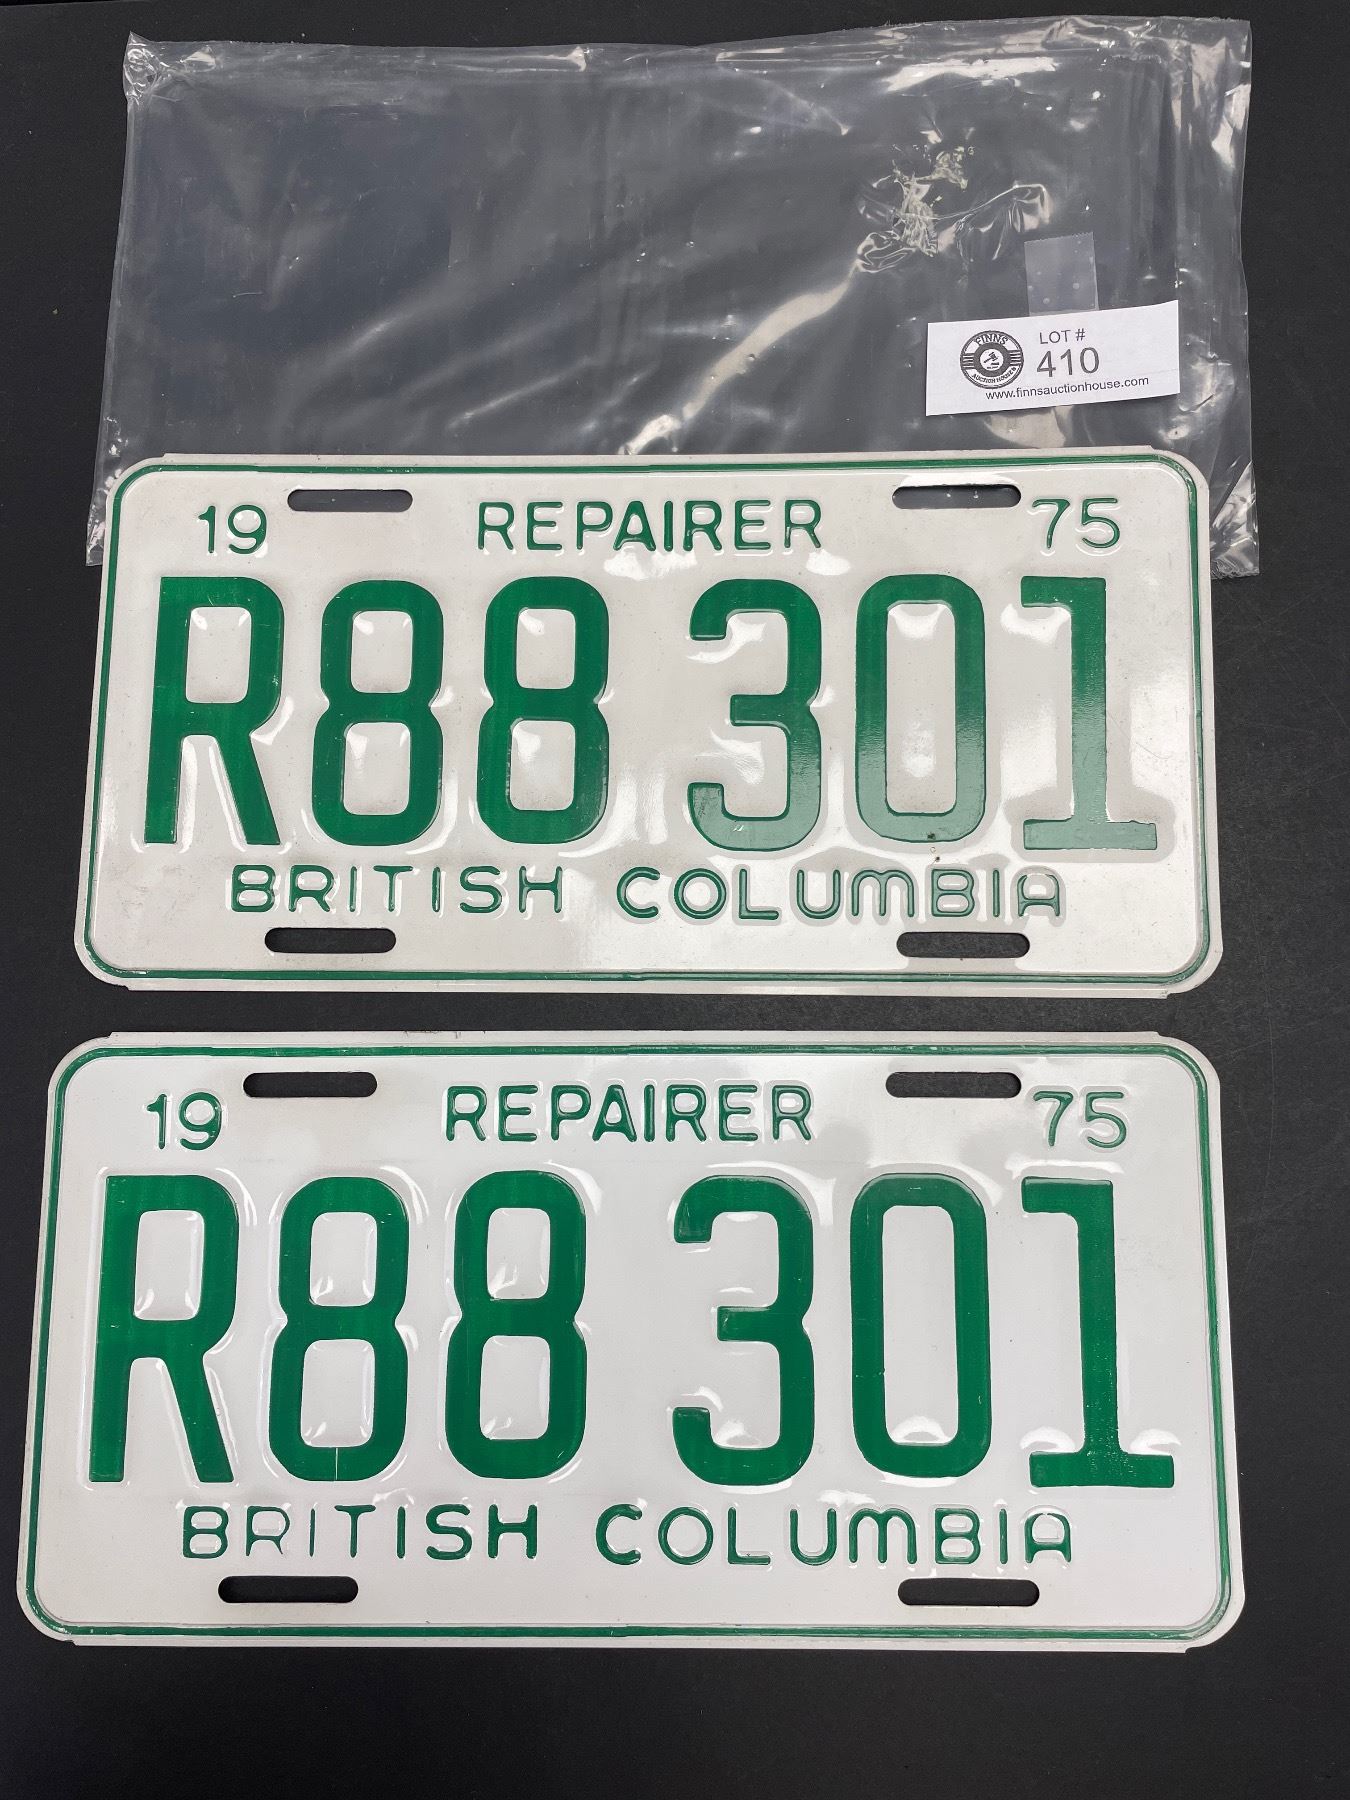 FINNS
AUCTION HOUSE
LOT #
410
www.finnsauctionhouse.com
19 REPAIRER 75
R88 301
BRITISH COLUMBIA
19 REPAIRER 75
R88 301
BRITISH COLUMBIA